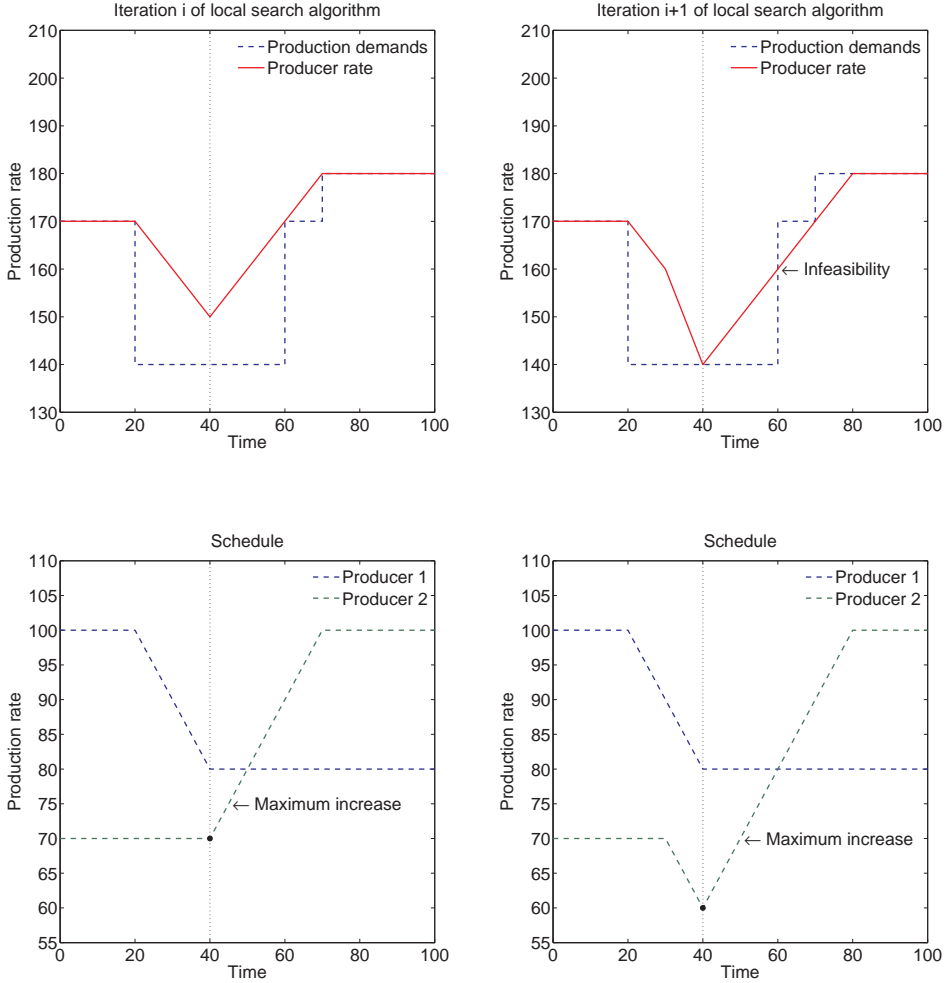 Iteration i of local search algorithm
210
200
190
180
170
160
150
140
130
Production rate
Production demands
Producer rate
0 20 40 60 80 100
Time
Iteration i+1 of local search algorithm
210
200
190
180
170
160
150
140
130
Production rate
Production demands
Producer rate
← Infeasibility
0 20 40 60 80 100
Time
Schedule
110
105
100
95
90
85
80
75
70
65
60
55
Production rate
Producer 1
Producer 2
← Maximum increase
0 20 40 60 80 100
Time
Schedule
110
105
100
95
90
85
80
75
70
65
60
55
Production rate
Producer 1
Producer 2
← Maximum increase
0 20 40 60 80 100
Time